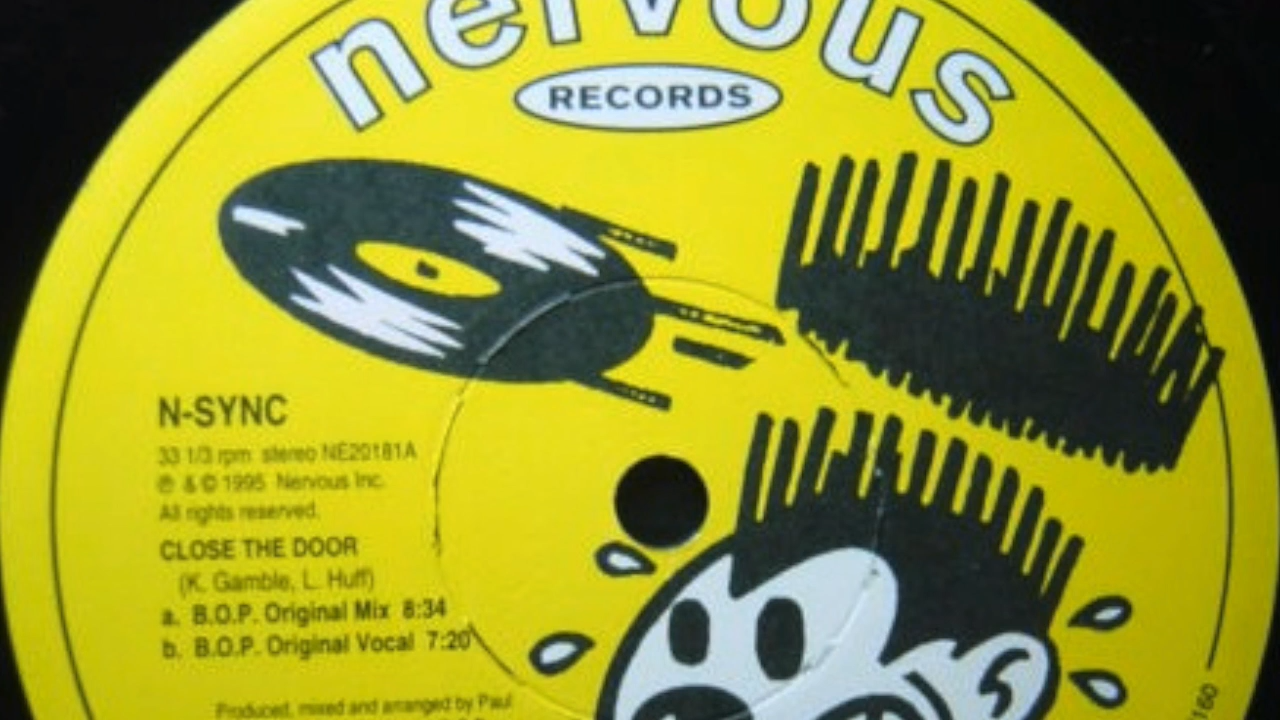 nervous
RECORDS
N-SYNC
33 1/3 rpm stereo NE20181A
℗ & © 1995 Nervous Inc.
All rights reserved.
CLOSE THE DOOR
(K. Gamble, L. Huff)
a. B.O.P. Original Mix 8:34
b. B.O.P. Original Vocal 7:20
Produced, mixed and arranged by Paul
160